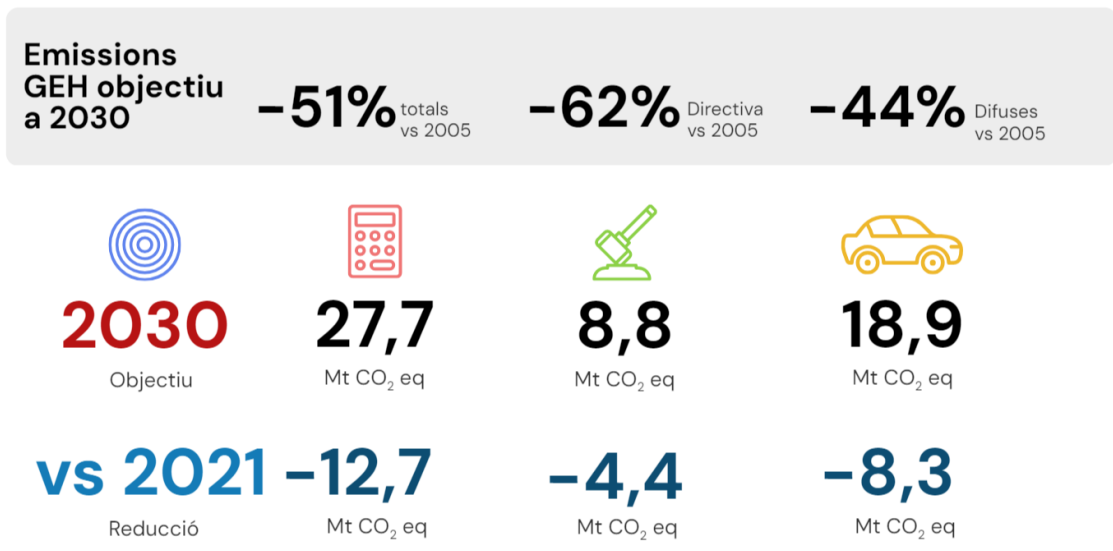 Emissions
GEH objectiu
a 2030
-51% totals
vs 2005
-62% Directiva
vs 2005
-44% Difuses
vs 2005
2030
Objectiu
27,7
Mt CO₂ eq
8,8
Mt CO₂ eq
18,9
Mt CO₂ eq
vs 2021
Reducció
-12,7
Mt CO₂ eq
-4,4
Mt CO₂ eq
-8,3
Mt CO₂ eq